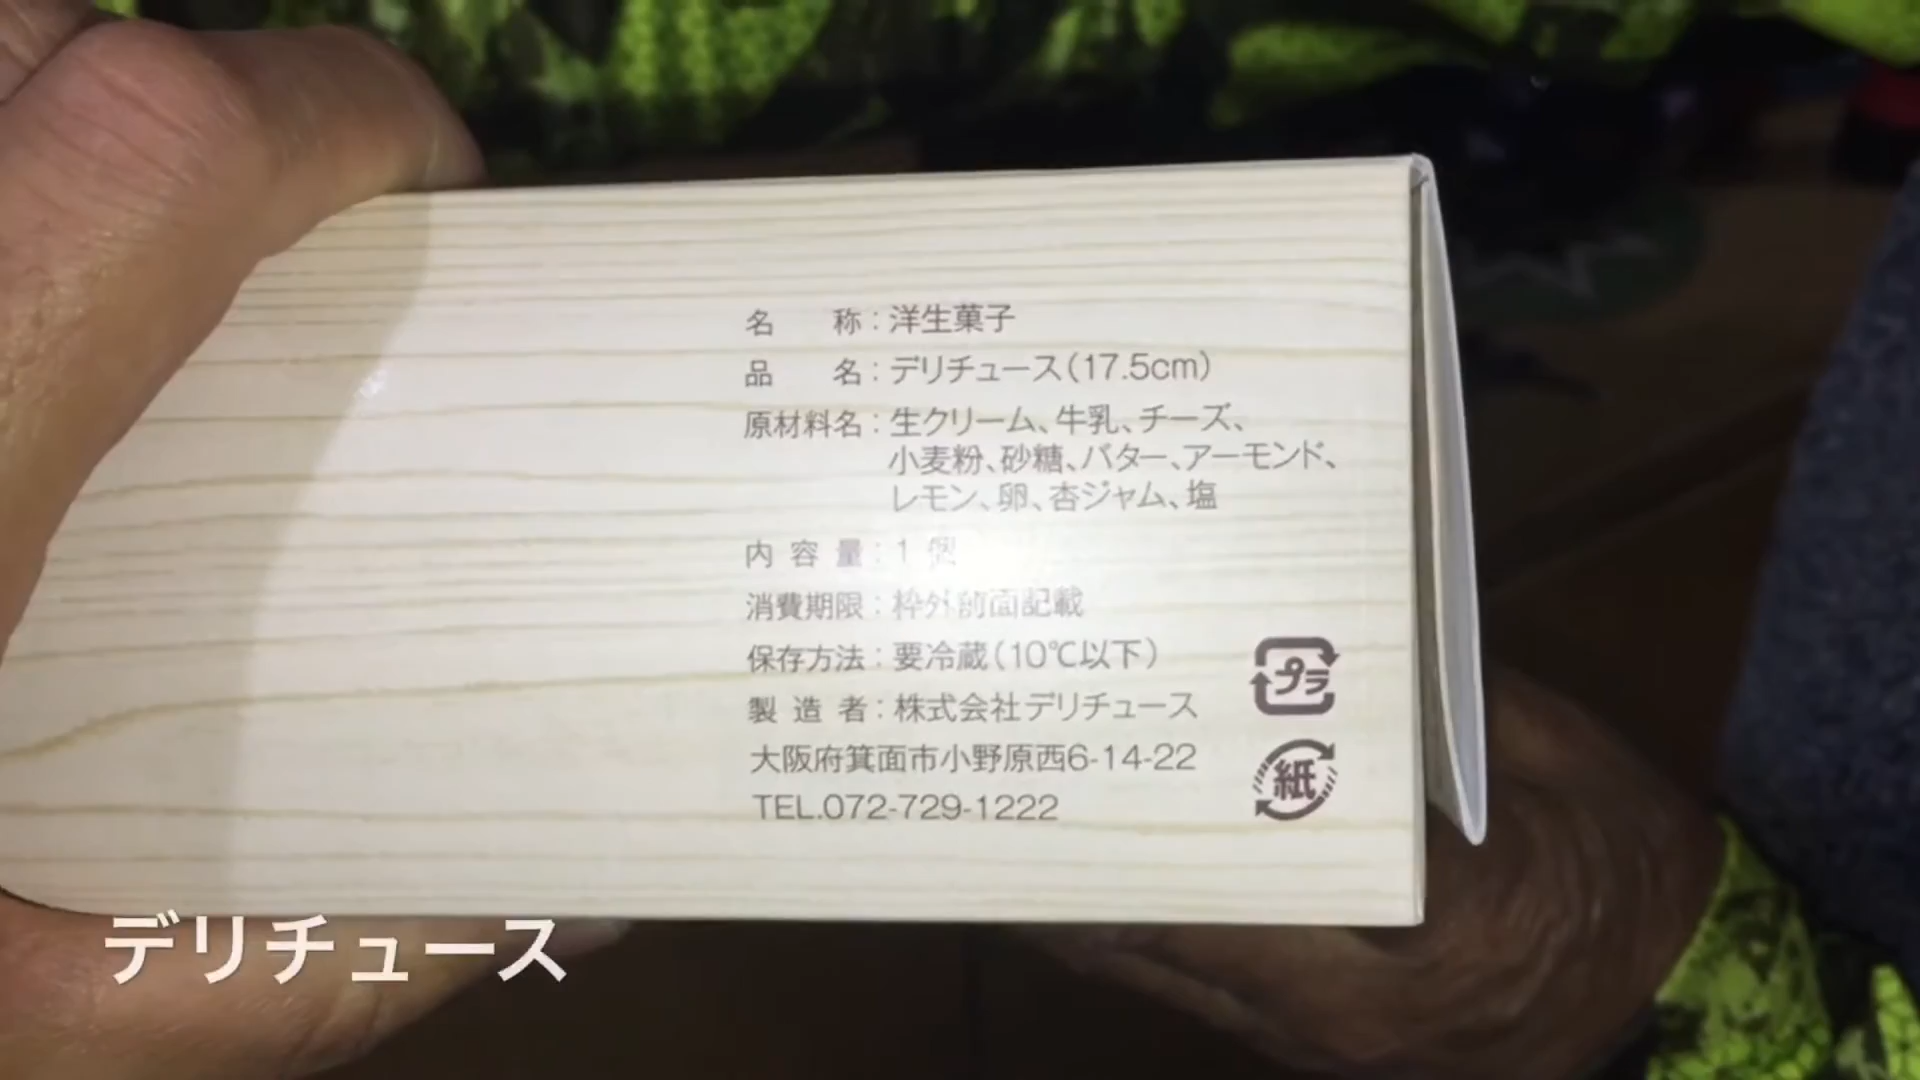 名　　称：洋生菓子
品　　名：デリチュース（17.5cm）
原材料名：生クリーム、牛乳、チーズ、
小麦粉、砂糖、バター、アーモンド、
レモン、卵、杏ジャム、塩
内 容 量：1 個
消費期限：枠外前面記載
保存方法：要冷蔵（10℃以下）
製 造 者：株式会社デリチュース
大阪府箕面市小野原西6-14-22
TEL.072-729-1222
プラ
紙
デリチュース